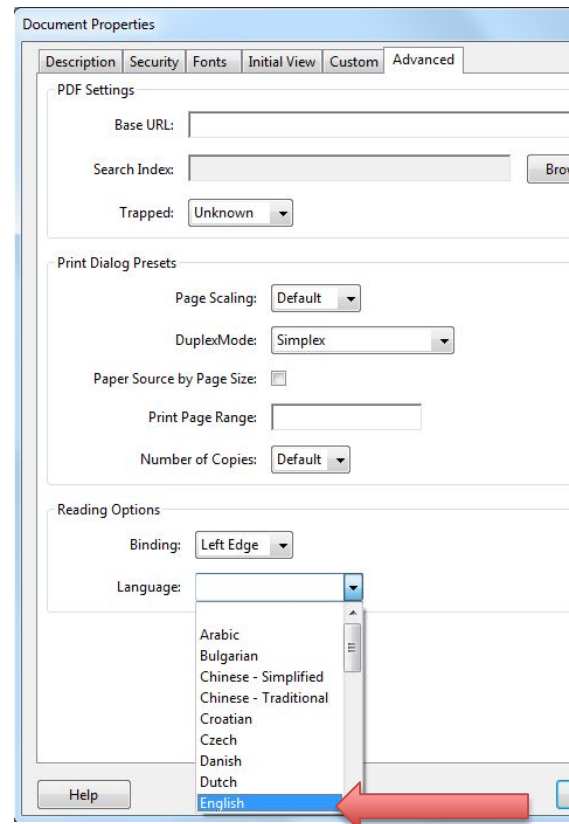 Document Properties
Description Security Fonts Initial View Custom Advanced
PDF Settings
Base URL:
Search Index:
Trapped: Unknown
Print Dialog Presets
Page Scaling: Default
DuplexMode: Simplex
Paper Source by Page Size:
Print Page Range:
Number of Copies: Default
Reading Options
Binding: Left Edge
Language:
Arabic
Bulgarian
Chinese - Simplified
Chinese - Traditional
Croatian
Czech
Danish
Dutch
English
Help